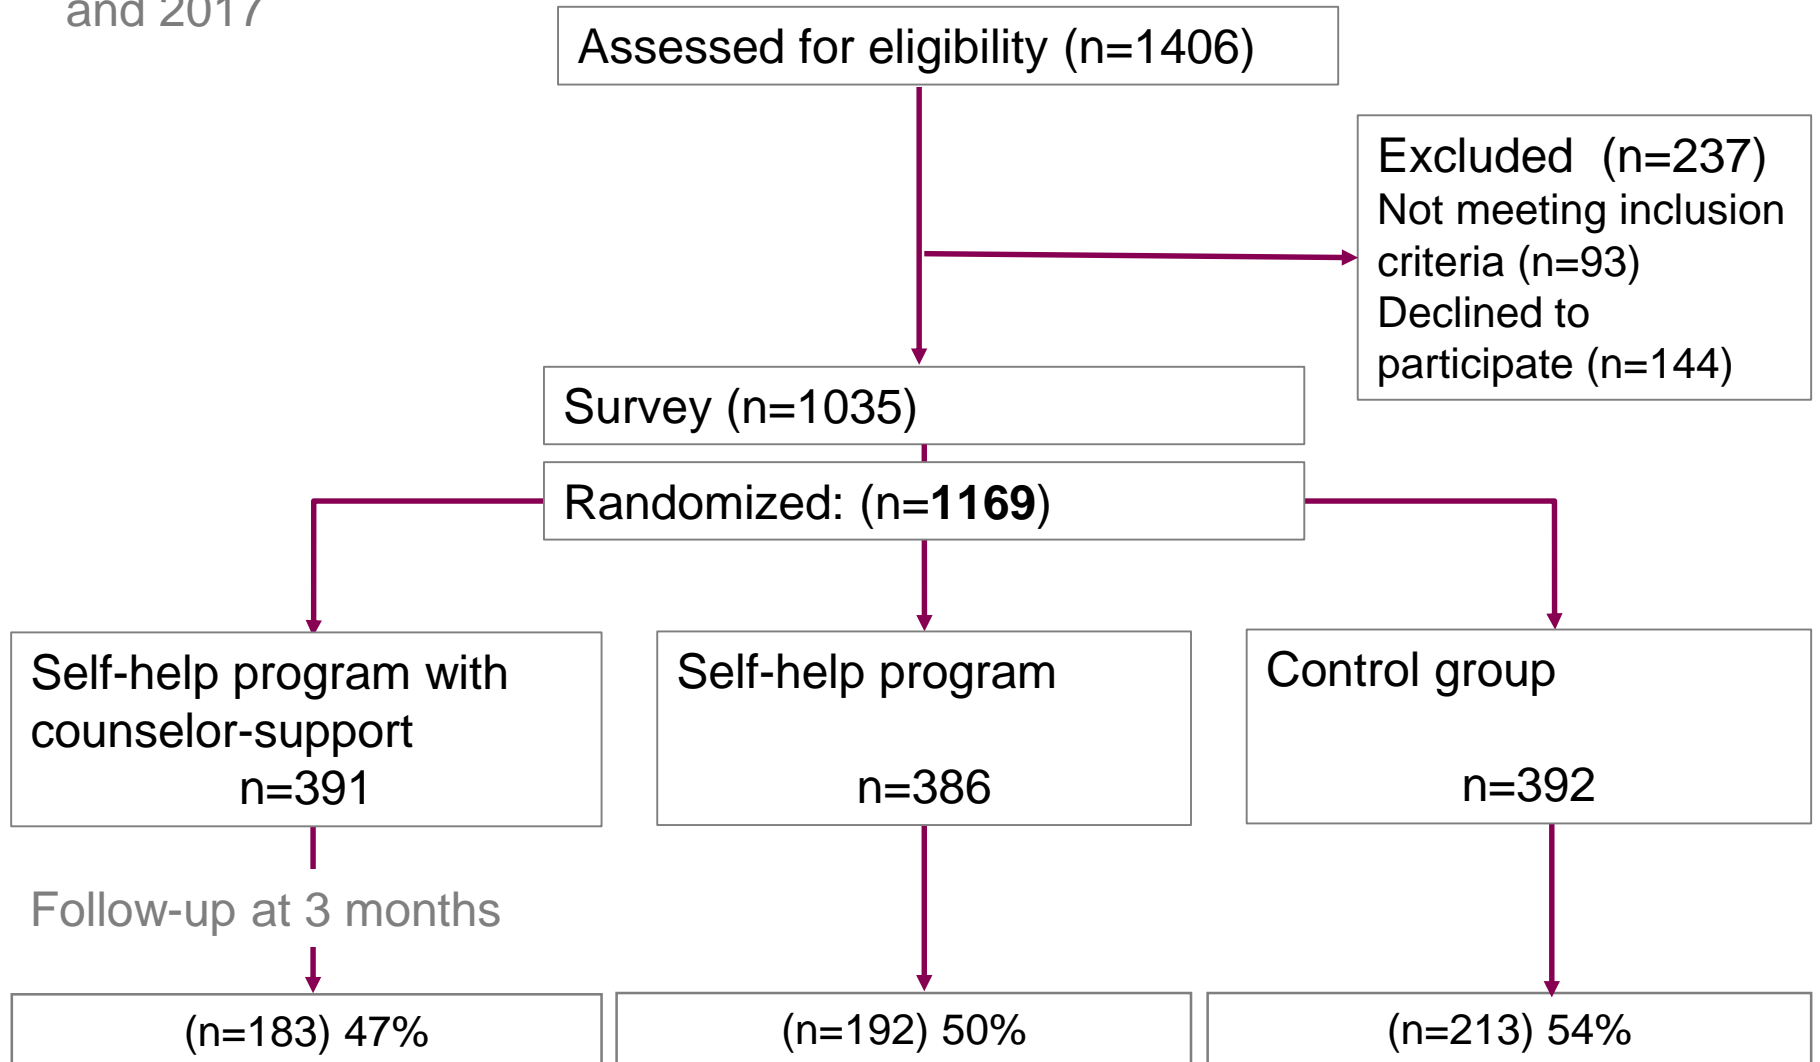 and 2017
Assessed for eligibility (n=1406)
Excluded (n=237)
Not meeting inclusion
criteria (n=93)
Declined to
participate (n=144)
Survey (n=1035)
Randomized: (n=1169)
Self-help program with
counselor-support
n=391
Self-help program
n=386
Control group
n=392
Follow-up at 3 months
(n=183) 47%
(n=192) 50%
(n=213) 54%